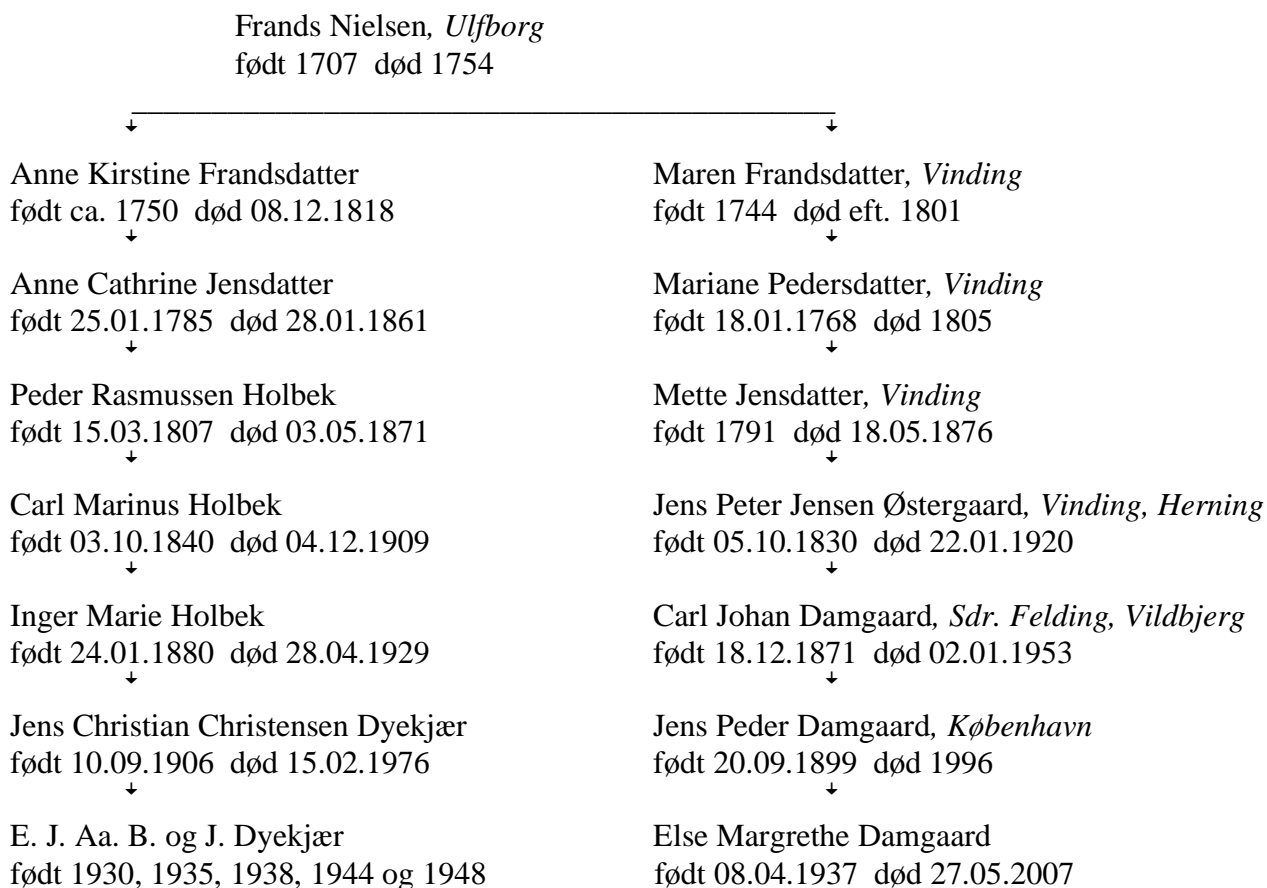 Frands Nielsen, Ulfborg
født 1707 død 1754
Anne Kirstine Frandsdatter
født ca. 1750 død 08.12.1818
Maren Frandsdatter, Vinding
født 1744 død eft. 1801
Anne Cathrine Jensdatter
født 25.01.1785 død 28.01.1861
Mariane Pedersdatter, Vinding
født 18.01.1768 død 1805
Peder Rasmussen Holbek
født 15.03.1807 død 03.05.1871
Mette Jensdatter, Vinding
født 1791 død 18.05.1876
Carl Marinus Holbek
født 03.10.1840 død 04.12.1909
Jens Peter Jensen Østergaard, Vinding, Herning
født 05.10.1830 død 22.01.1920
Inger Marie Holbek
født 24.01.1880 død 28.04.1929
Carl Johan Damgaard, Sdr. Felding, Vildbjerg
født 18.12.1871 død 02.01.1953
Jens Christian Christensen Dyekjær
født 10.09.1906 død 15.02.1976
Jens Peder Damgaard, København
født 20.09.1899 død 1996
E. J. Aa. B. og J. Dyekjær
født 1930, 1935, 1938, 1944 og 1948
Else Margrethe Damgaard
født 08.04.1937 død 27.05.2007